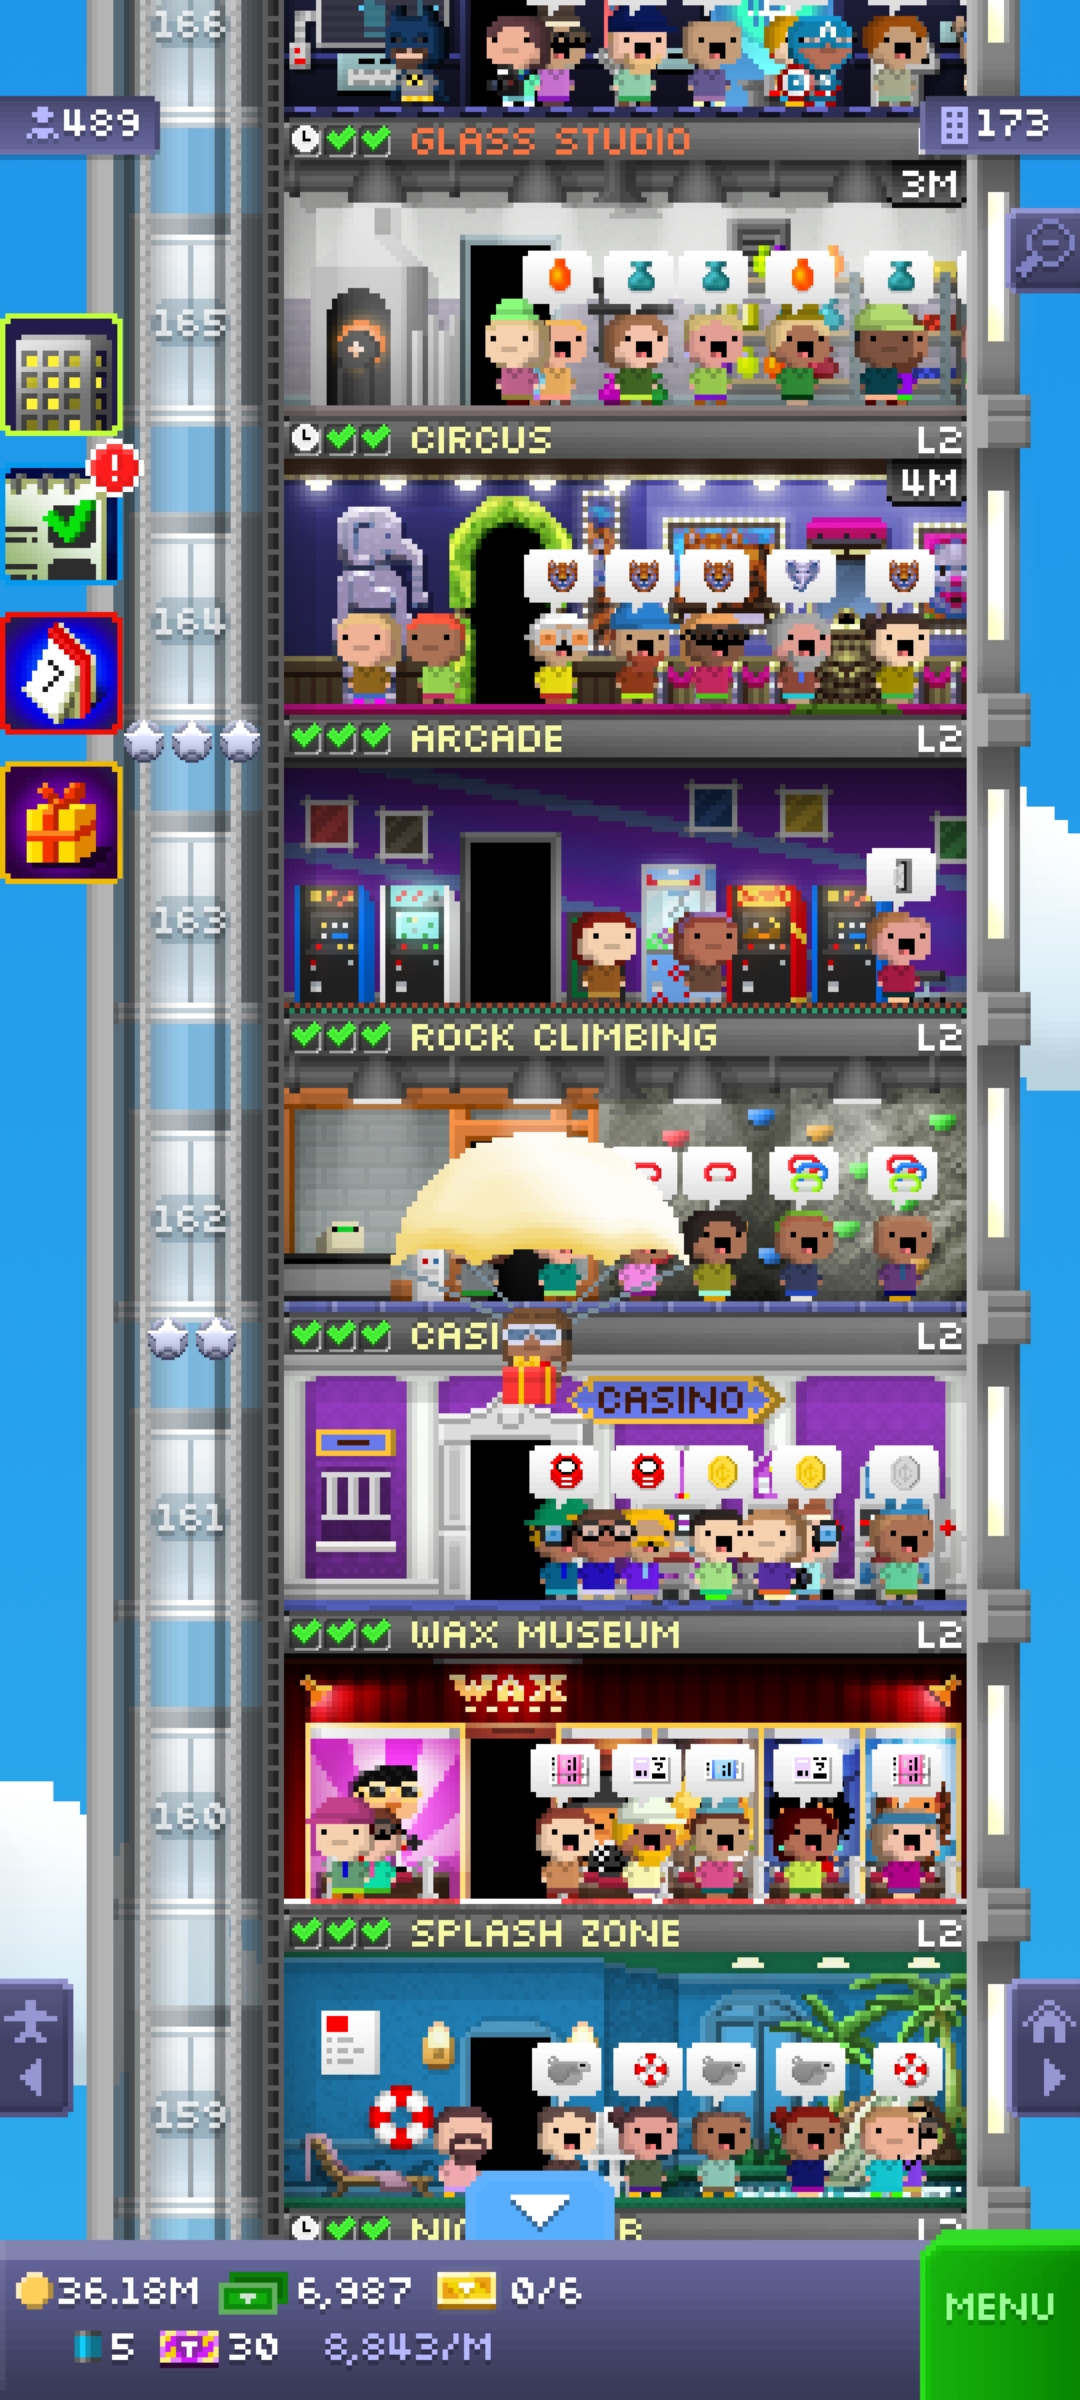 166
489
173
GLASS STUDIO
3M
165
CIRCUS
L2
4M
164
7
ARCADE
L2
163
ROCK CLIMBING
L2
162
CASI
L2
CASINO
161
WAX MUSEUM
L2
WAX
160
SPLASH ZONE
L2
159
36.18M
6,987
0/6
MENU
5
30
8,843/M